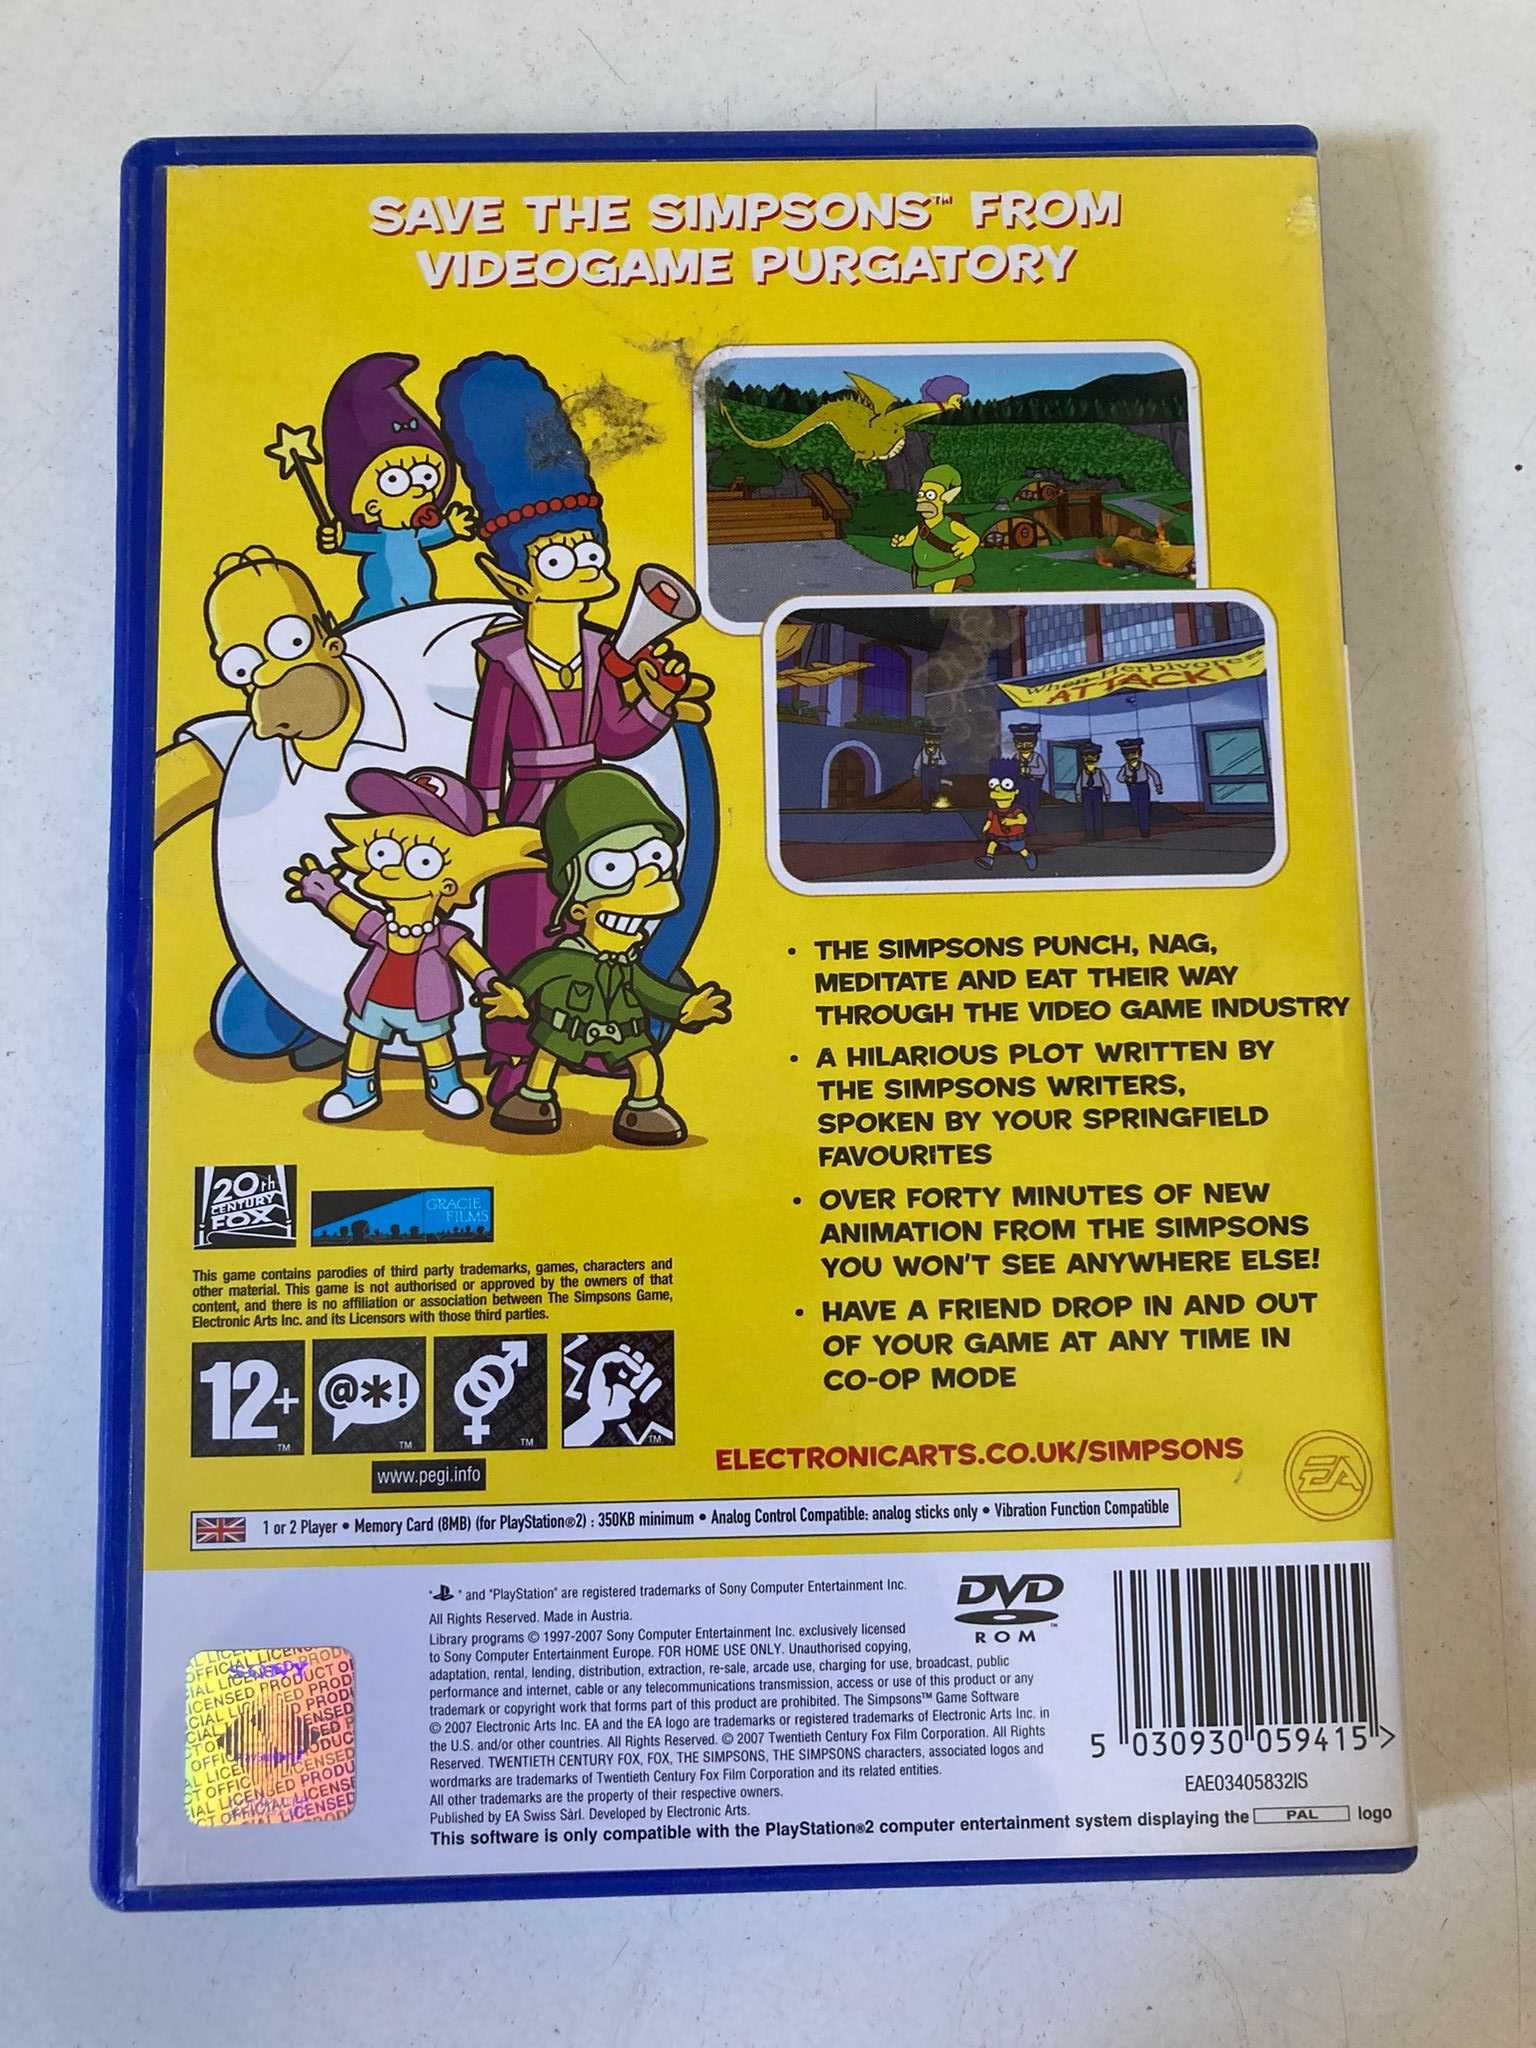 SAVE THE SIMPSONS™ FROM
VIDEOGAME PURGATORY
When Herbivores
ATTACK!
• THE SIMPSONS PUNCH, NAG,
MEDITATE AND EAT THEIR WAY
THROUGH THE VIDEO GAME INDUSTRY
• A HILARIOUS PLOT WRITTEN BY
THE SIMPSONS WRITERS,
SPOKEN BY YOUR SPRINGFIELD
FAVOURITES
• OVER FORTY MINUTES OF NEW
ANIMATION FROM THE SIMPSONS
YOU WON'T SEE ANYWHERE ELSE!
• HAVE A FRIEND DROP IN AND OUT
OF YOUR GAME AT ANY TIME IN
CO-OP MODE
20th
CENTURY
FOX
GRACIE
FILMS
This game contains parodies of third party trademarks, games, characters and
other material. This game is not authorised or approved by the owners of that
content, and there is no affiliation or association between The Simpsons Game,
Electronic Arts Inc. and its Licensors with those third parties.
12+ ™
@*! ™
™
™
www.pegi.info
ELECTRONICARTS.CO.UK/SIMPSONS
EA
1 or 2 Player • Memory Card (8MB) (for PlayStation®2) : 350KB minimum • Analog Control Compatible: analog sticks only • Vibration Function Compatible
" " and "PlayStation" are registered trademarks of Sony Computer Entertainment Inc.
All Rights Reserved. Made in Austria.
Library programs © 1997-2007 Sony Computer Entertainment Inc. exclusively licensed
to Sony Computer Entertainment Europe. FOR HOME USE ONLY. Unauthorised copying,
adaptation, rental, lending, distribution, extraction, re-sale, arcade use, charging for use, broadcast, public
performance and internet, cable or any telecommunications transmission, access or use of this product or any
trademark or copyright work that forms part of this product are prohibited. The Simpsons™ Game Software
© 2007 Electronic Arts Inc. EA and the EA logo are trademarks or registered trademarks of Electronic Arts Inc. in
the U.S. and/or other countries. All Rights Reserved. © 2007 Twentieth Century Fox Film Corporation. All Rights
Reserved. TWENTIETH CENTURY FOX, FOX, THE SIMPSONS, THE SIMPSONS characters, associated logos and
wordmarks are trademarks of Twentieth Century Fox Film Corporation and its related entities.
All other trademarks are the property of their respective owners.
Published by EA Swiss Sàrl. Developed by Electronic Arts.
This software is only compatible with the PlayStation®2 computer entertainment system displaying the PAL logo
DVD
ROM ™
5 030930 059415 >
EAE03405832IS
SONY
OFFICIAL LICENSED PRODUCT